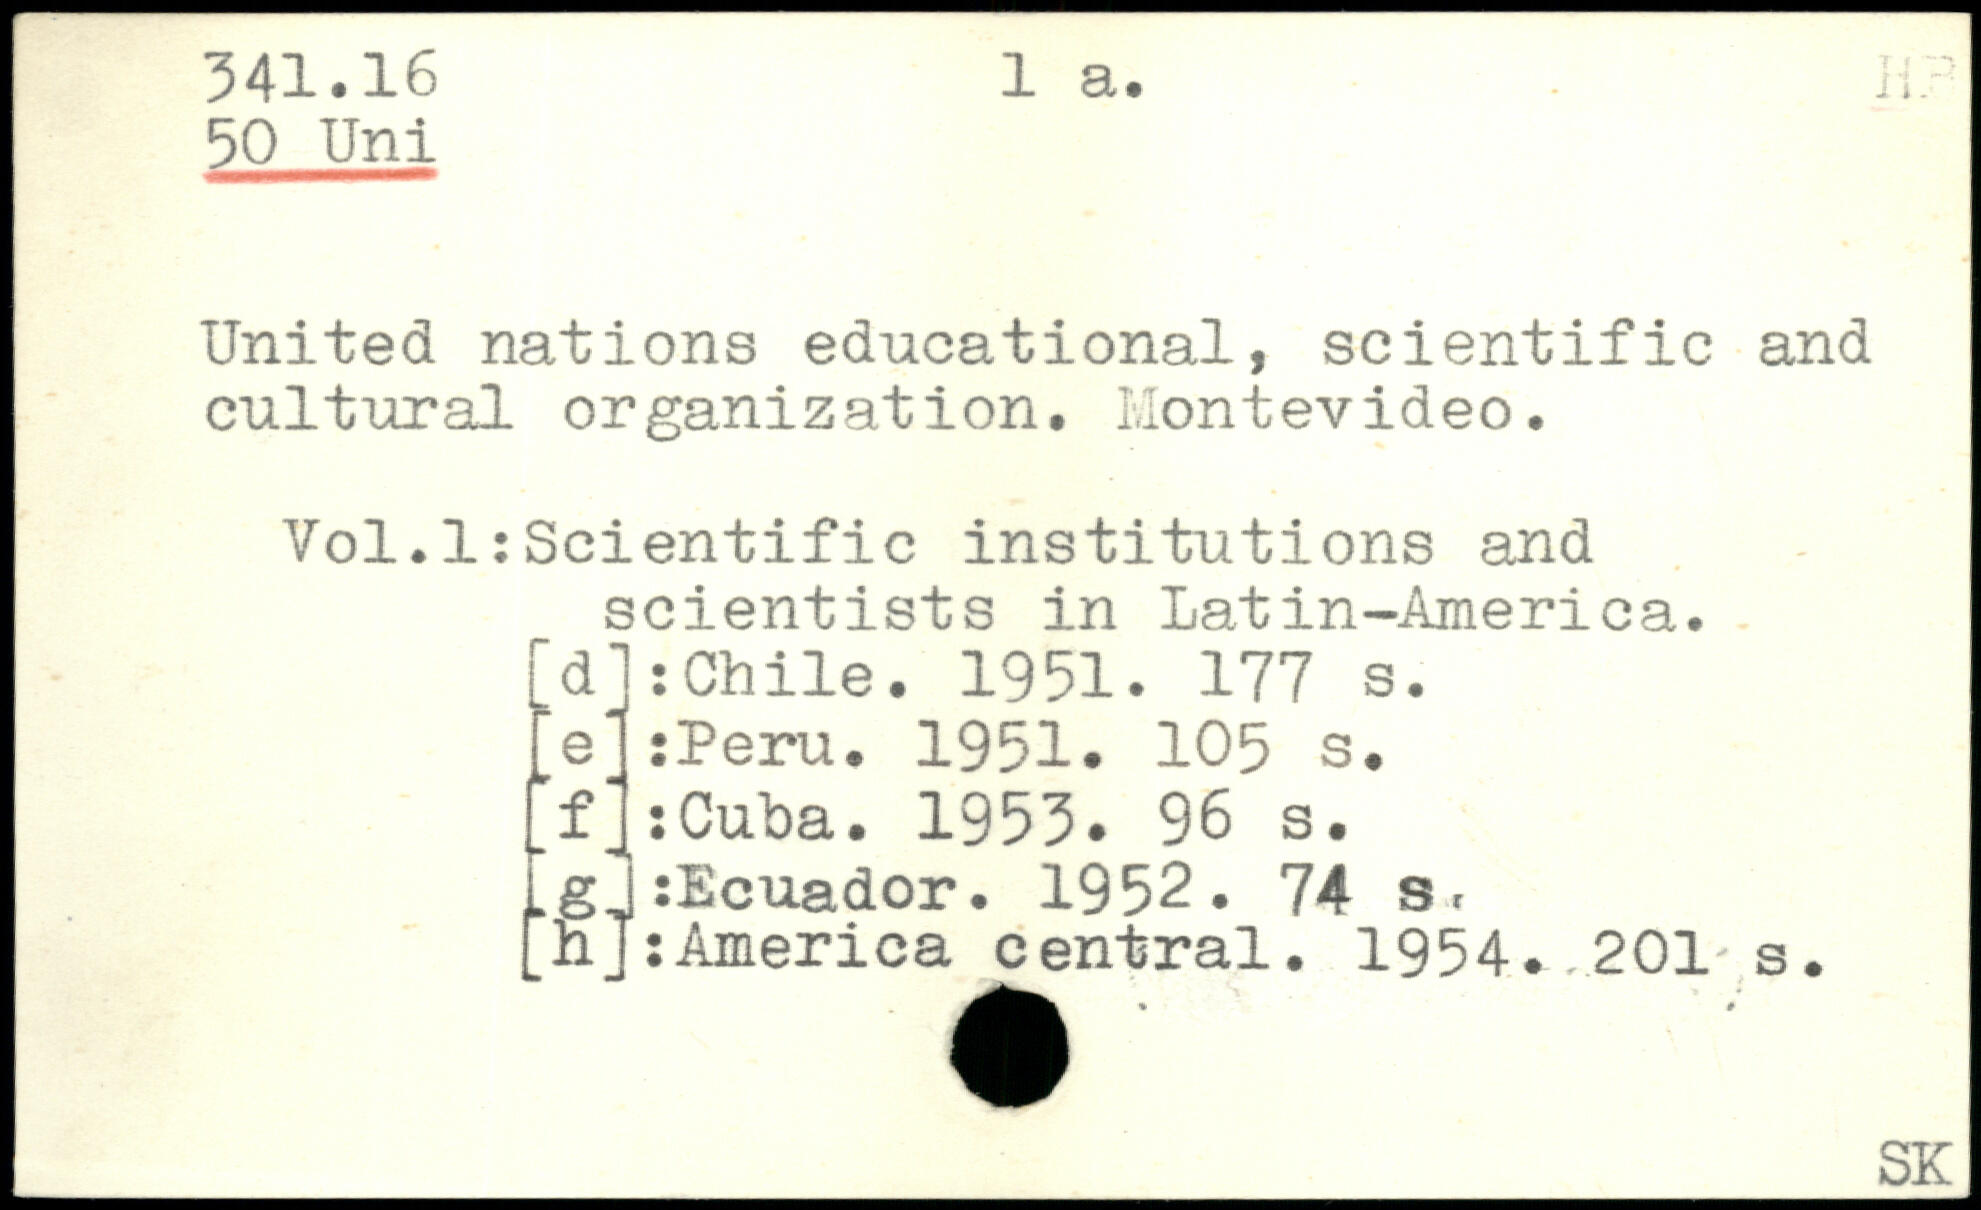 341.16 1 a.
50 Uni
United nations educational, scientific and
cultural organization. Montevideo.
Vol.1:Scientific institutions and
scientists in Latin-America.
[d]:Chile. 1951. 177 s.
[e]:Peru. 1951. 105 s.
[f]:Cuba. 1953. 96 s.
[g]:Ecuador. 1952. 74 s.
[h]:America central. 1954. 201 s.
SK